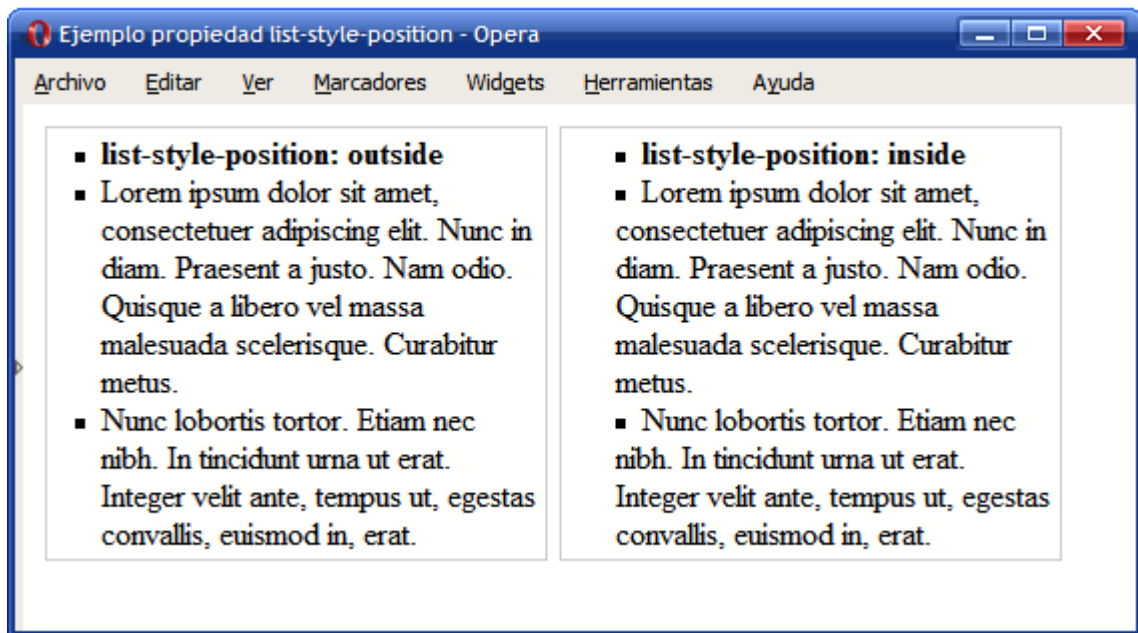 Ejemplo propiedad list-style-position - Opera
Archivo Editar Ver Marcadores Widgets Herramientas Ayuda
list-style-position: outside
Lorem ipsum dolor sit amet,
consectetuer adipiscing elit. Nunc in
diam. Praesent a justo. Nam odio.
Quisque a libero vel massa
malesuada scelerisque. Curabitur
metus.
Nunc lobortis tortor. Etiam nec
nibh. In tincidunt urna ut erat.
Integer velit ante, tempus ut, egestas
convallis, euismod in, erat.
list-style-position: inside
Lorem ipsum dolor sit amet,
consectetuer adipiscing elit. Nunc in
diam. Praesent a justo. Nam odio.
Quisque a libero vel massa
malesuada scelerisque. Curabitur
metus.
Nunc lobortis tortor. Etiam nec
nibh. In tincidunt urna ut erat.
Integer velit ante, tempus ut, egestas
convallis, euismod in, erat.